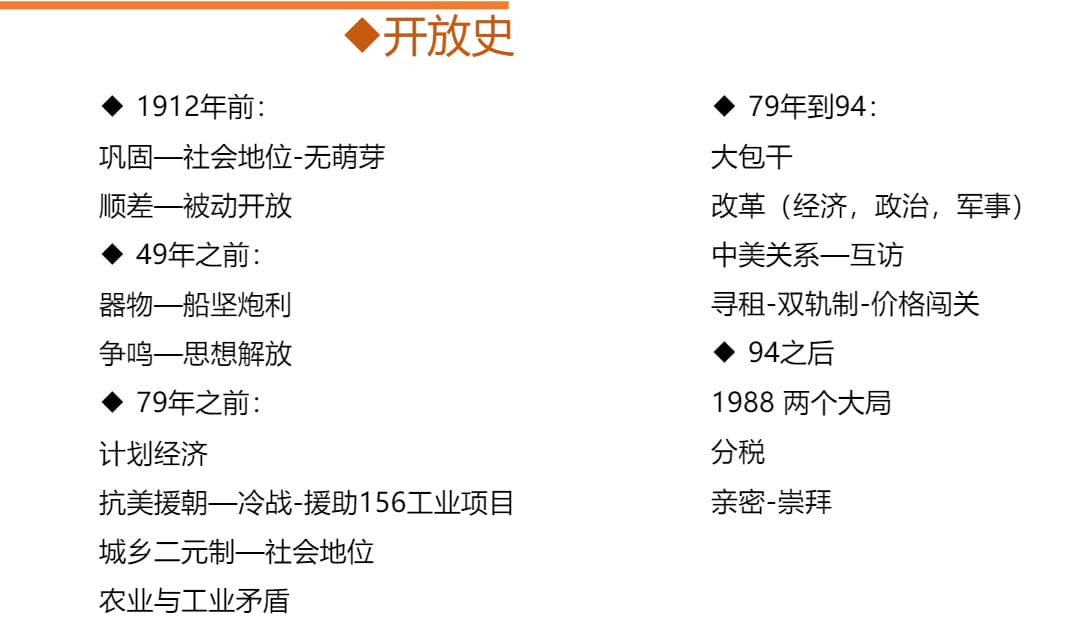 ◆开放史
◆ 1912年前：
巩固—社会地位-无萌芽
顺差—被动开放
◆ 49年之前：
器物—船坚炮利
争鸣—思想解放
◆ 79年之前：
计划经济
抗美援朝—冷战-援助156工业项目
城乡二元制—社会地位
农业与工业矛盾
◆ 79年到94：
大包干
改革（经济，政治，军事）
中美关系—互访
寻租-双轨制-价格闯关
◆ 94之后
1988 两个大局
分税
亲密-崇拜